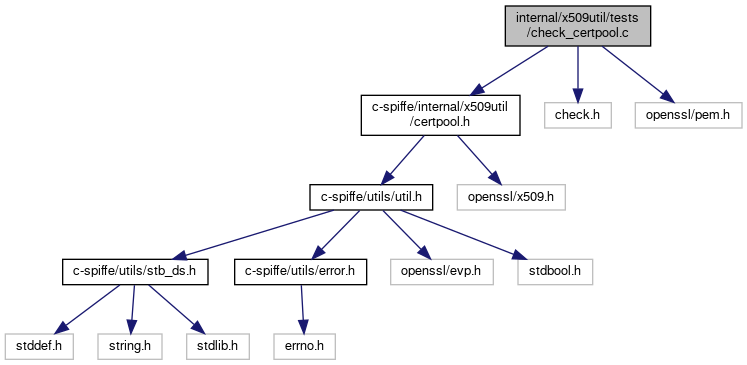 internal/x509util/tests
/check_certpool.c
c-spiffe/internal/x509util
/certpool.h
check.h
openssl/pem.h
c-spiffe/utils/util.h
openssl/x509.h
c-spiffe/utils/stb_ds.h
c-spiffe/utils/error.h
openssl/evp.h
stdbool.h
stddef.h
string.h
stdlib.h
errno.h